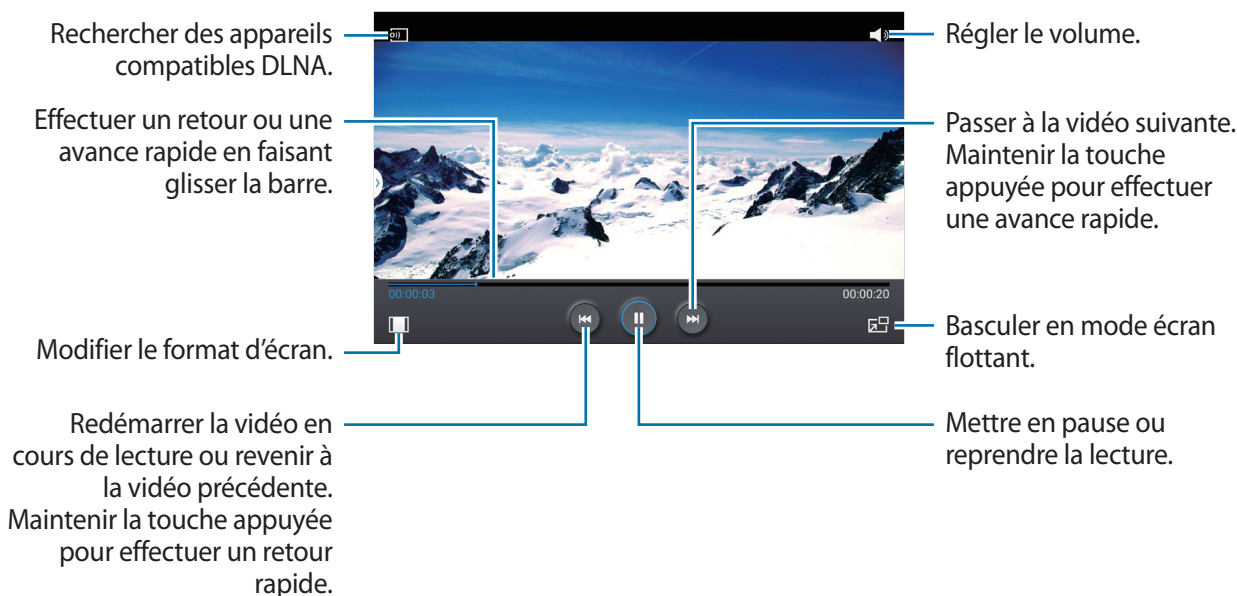 Rechercher des appareils
compatibles DLNA.
Effectuer un retour ou une
avance rapide en faisant
glisser la barre.
Modifier le format d'écran.
Redémarrer la vidéo en
cours de lecture ou revenir à
la vidéo précédente.
Maintenir la touche appuyée
pour effectuer un retour
rapide.
00:00:03
00:00:20
Régler le volume.
Passer à la vidéo suivante.
Maintenir la touche
appuyée pour effectuer
une avance rapide.
Basculer en mode écran
flottant.
Mettre en pause ou
reprendre la lecture.